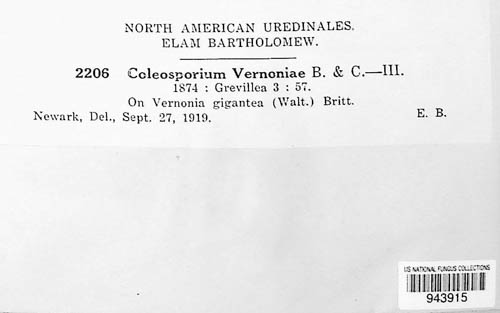 NORTH AMERICAN UREDINALES.
ELAM BARTHOLOMEW.
2206 Coleosporium Vernoniae B. & C.—III.
1874 : Grevillea 3 : 57.
On Vernonia gigantea (Walt.) Britt.
Newark, Del., Sept. 27, 1919. E. B.
US NATIONAL FUNGUS COLLECTIONS
943915